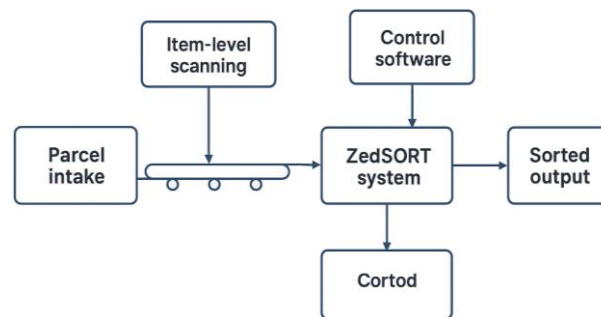 Item-level
scanning
Control
software
Parcel
intake
ZedSORT
system
Sorted
output
Cortod